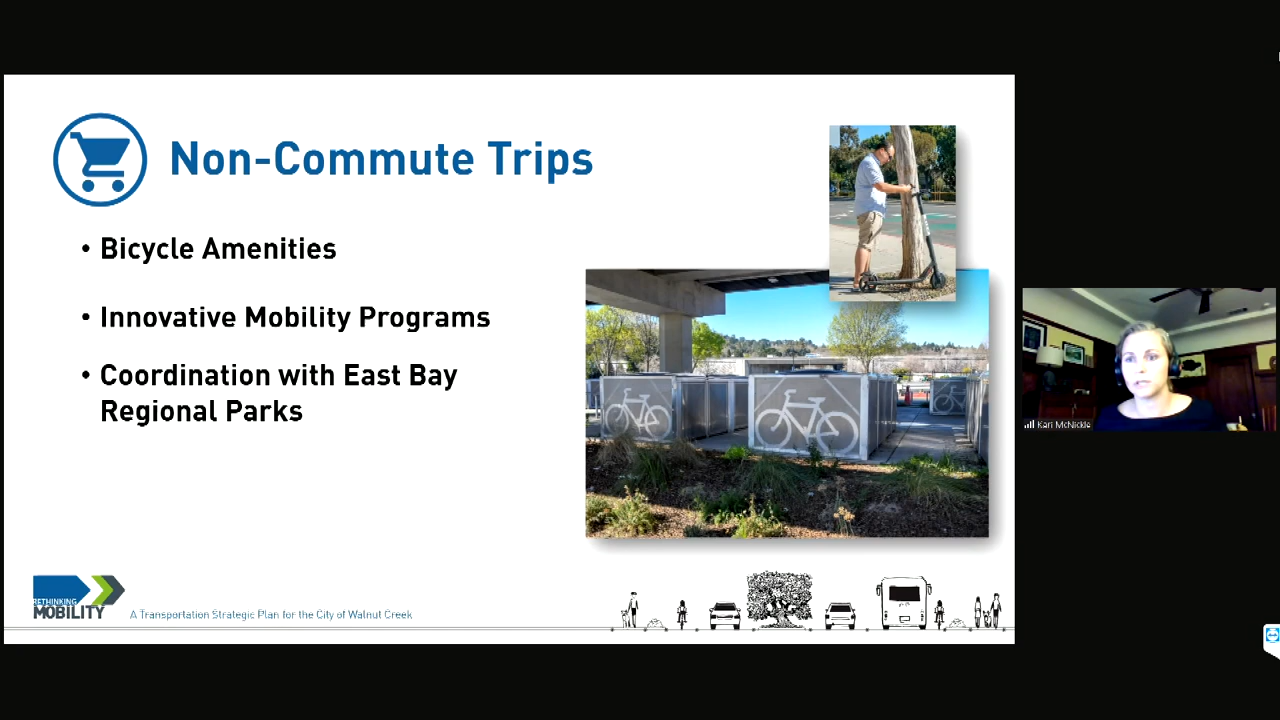 Non-Commute Trips
• Bicycle Amenities
• Innovative Mobility Programs
• Coordination with East Bay
Regional Parks
RETHINKING
MOBILITY
A Transportation Strategic Plan for the City of Walnut Creek
Kari McNickle